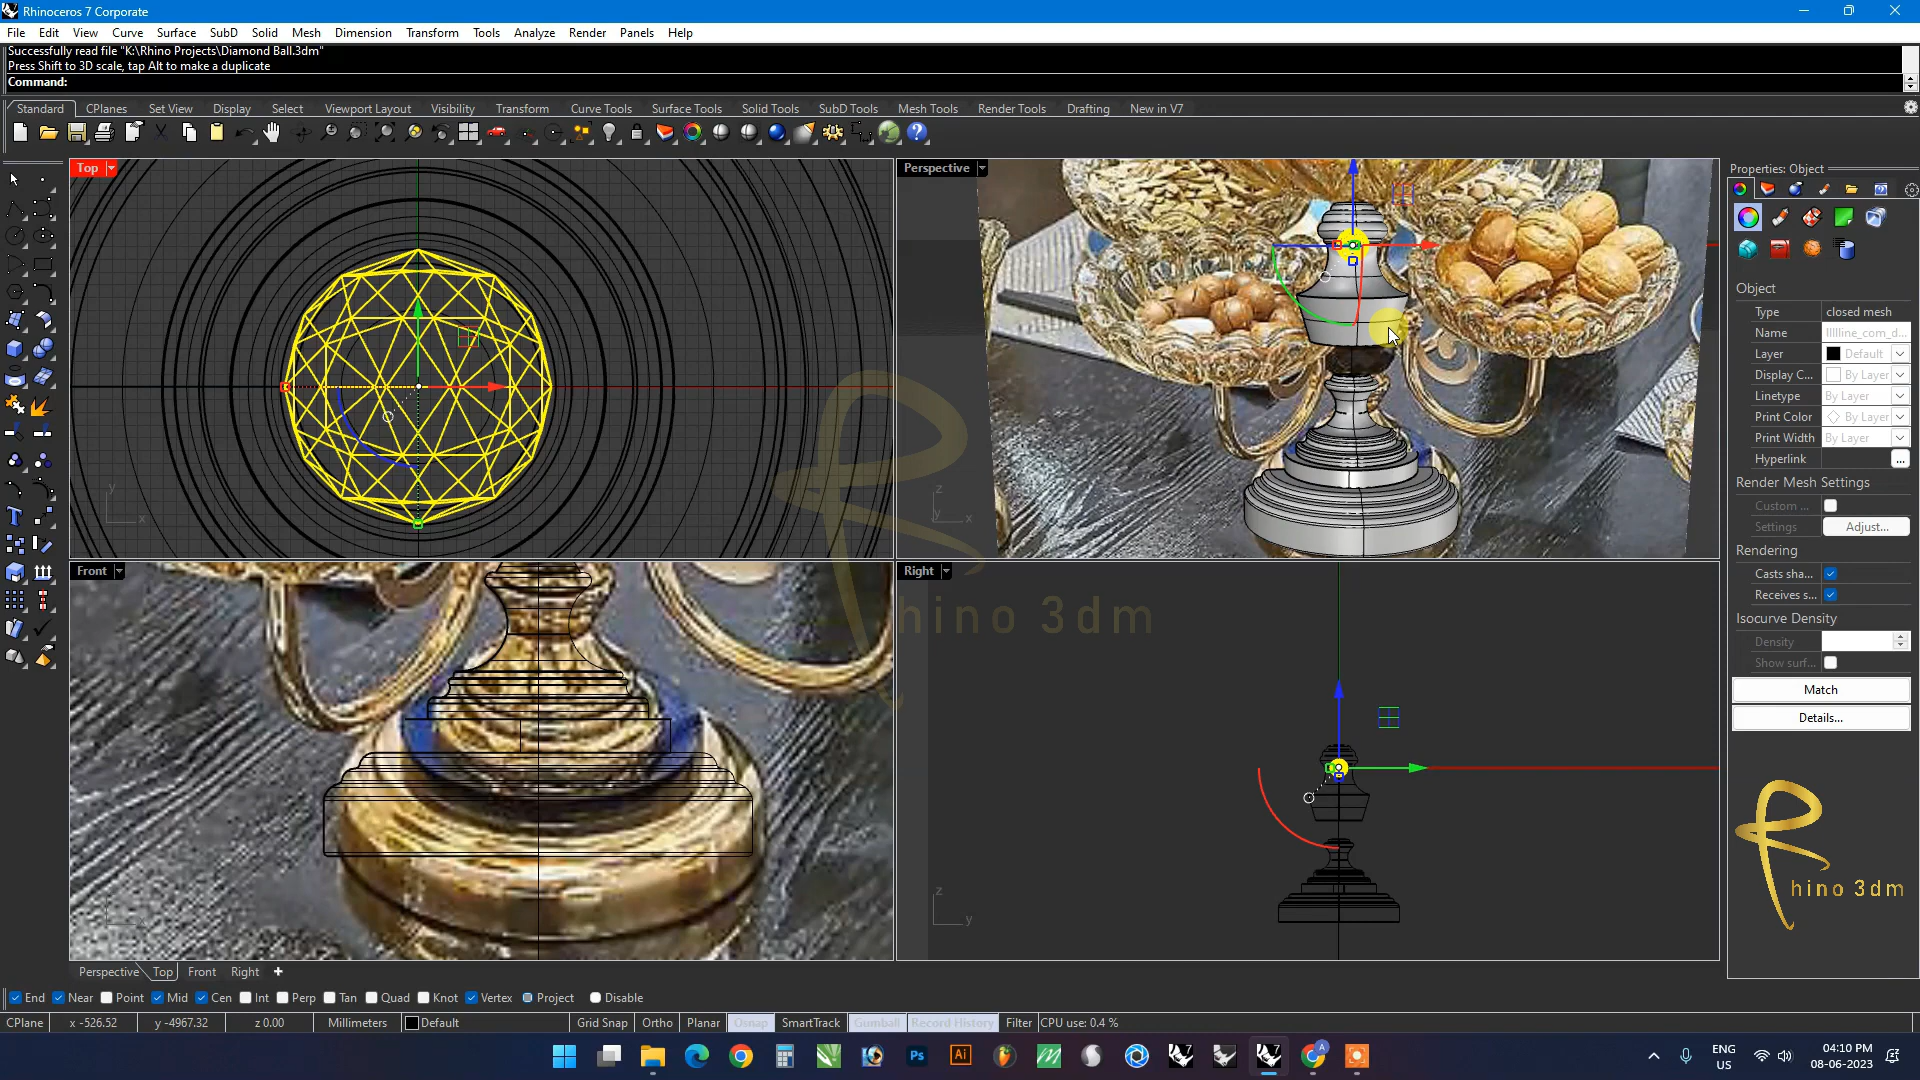 Rhinoceros 7 Corporate
File Edit View Curve Surface SubD Solid Mesh Dimension Transform Tools Analyze Render Panels Help
Successfully read file "K:\Rhino Projects\Diamond Ball.3dm"
Press Shift to 3D scale, tap Alt to make a duplicate
Command:
Standard CPlanes Set View Display Select Viewport Layout Visibility Transform Curve Tools Surface Tools Solid Tools SubD Tools Mesh Tools Render Tools Drafting New in V7
Top
Perspective
Properties: Object
Object
Type closed mesh
Name llllline_com_d...
Layer Default
Display C... By Layer
Linetype By Layer
Print Color By Layer
Print Width By Layer
Hyperlink ...
Render Mesh Settings
Custom ...
Settings Adjust...
Rendering
Casts sha...
Receives s...
Isocurve Density
Density
Show surf...
Match
Details...
y
x
z
y
x
Front
Right
hino 3dm
z
y
hino 3dm
Perspective Top Front Right
End Near Point Mid Cen Int Perp Tan Quad Knot Vertex Project Disable
CPlane x -526.52 y -4967.32 z 0.00 Millimeters Default Grid Snap Ortho Planar Osnap SmartTrack Gumball Record History Filter CPU use: 0.4 %
Ps Ai 7 7 A
ENG
US
04:10 PM
08-06-2023